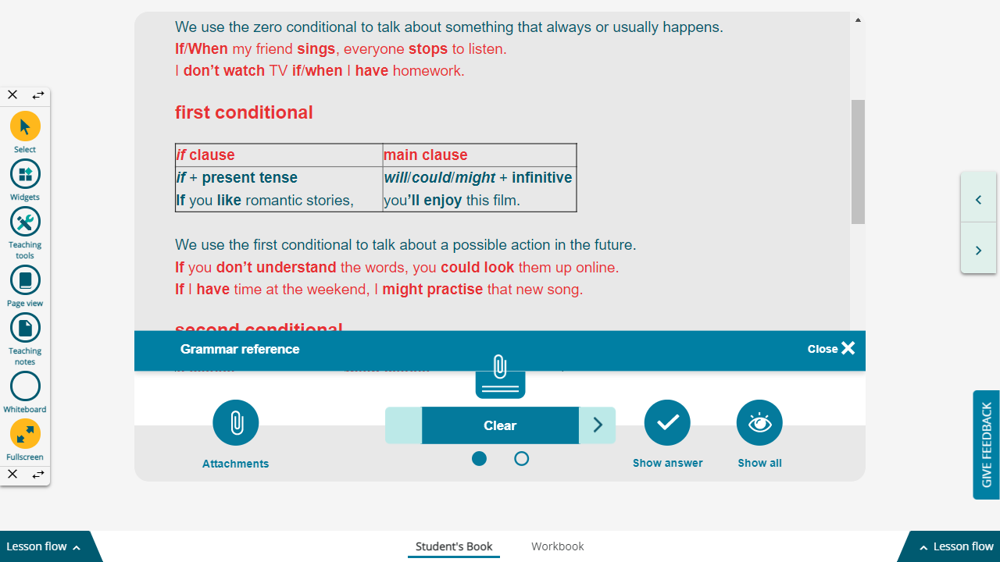 We use the zero conditional to talk about something that always or usually happens.
If/When my friend sings, everyone stops to listen.
I don’t watch TV if/when I have homework.
first conditional
if clause main clause
if + present tense will/could/might + infinitive
If you like romantic stories, you’ll enjoy this film.
We use the first conditional to talk about a possible action in the future.
If you don’t understand the words, you could look them up online.
If I have time at the weekend, I might practise that new song.
second conditional
Grammar reference Close
Clear
Attachments
Show answer
Show all
Select
Widgets
Teaching
tools
Page view
Teaching
notes
Whiteboard
Fullscreen
GIVE FEEDBACK
Lesson flow
Student's Book
Workbook
Lesson flow